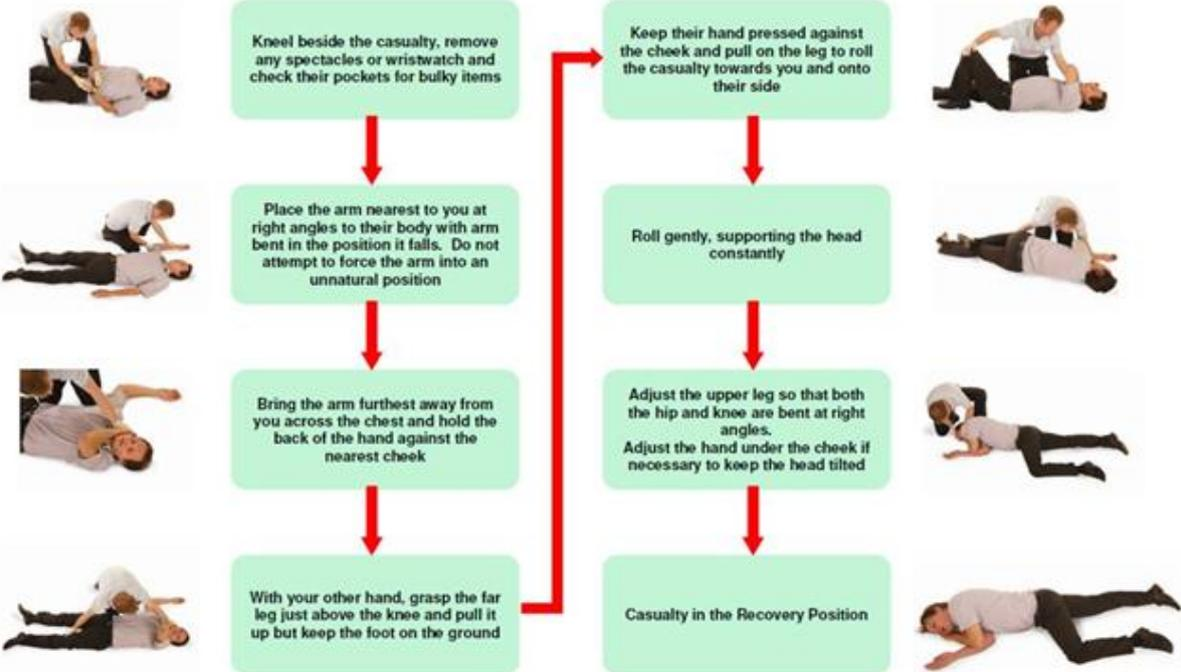 Kneel beside the casualty, remove
any spectacles or wristwatch and
check their pockets for bulky items
Place the arm nearest to you at
right angles to their body with arm
bent in the position it falls. Do not
attempt to force the arm into an
unnatural position
Bring the arm furthest away from
you across the chest and hold the
back of the hand against the
nearest cheek
With your other hand, grasp the far
leg just above the knee and pull it
up but keep the foot on the ground
Keep their hand pressed against
the cheek and pull on the leg to roll
the casualty towards you and onto
their side
Roll gently, supporting the head
constantly
Adjust the upper leg so that both
the hip and knee are bent at right
angles.
Adjust the hand under the cheek if
necessary to keep the head tilted
Casualty in the Recovery Position